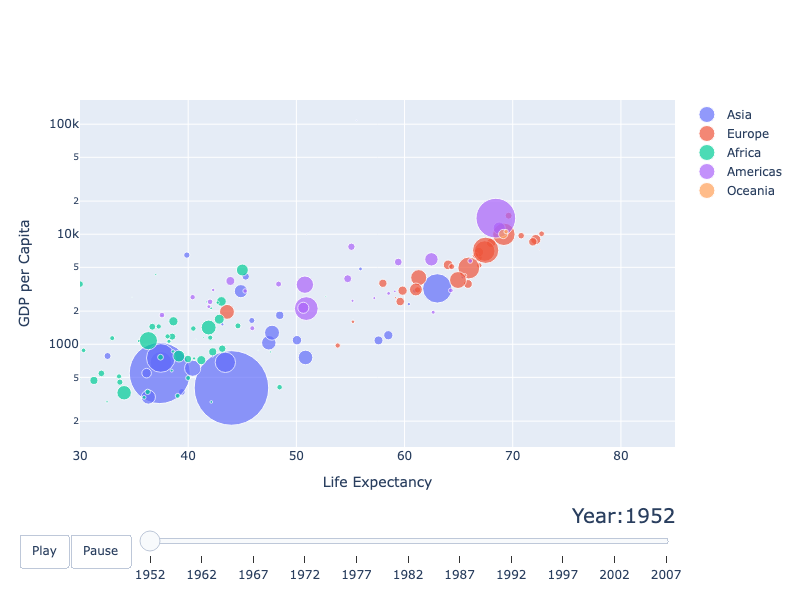 100k
5
2
10k
5
2
1000
5
2
GDP per Capita
30 40 50 60 70 80
Life Expectancy
Asia
Europe
Africa
Americas
Oceania
Year:1952
Play Pause
1952 1962 1967 1972 1977 1982 1987 1992 1997 2002 2007